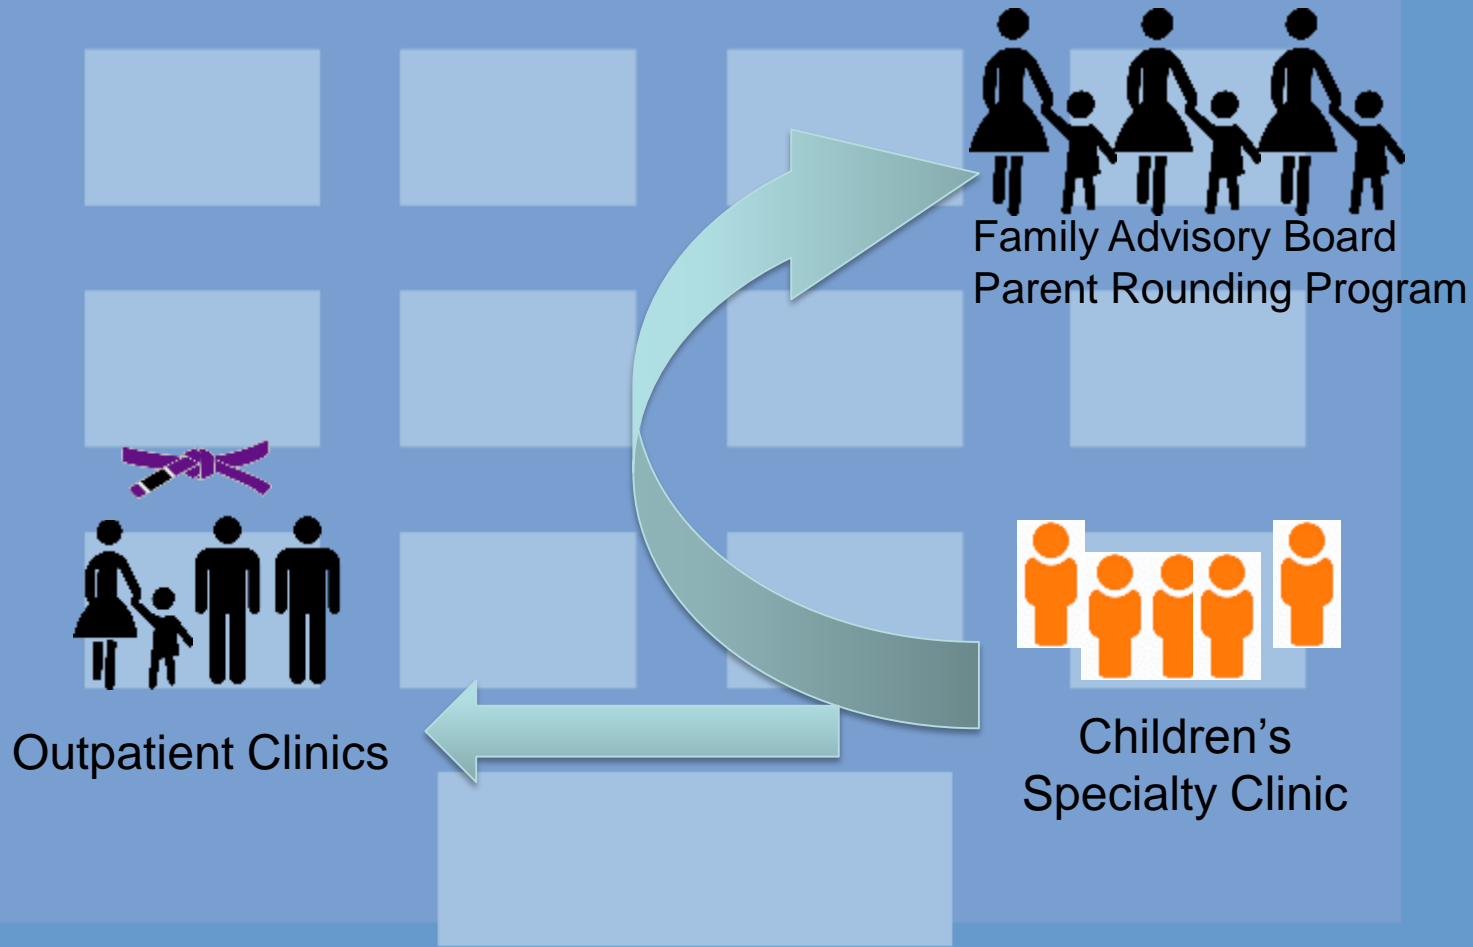 Family Advisory Board
Parent Rounding Program
Outpatient Clinics
Children’s
Specialty Clinic